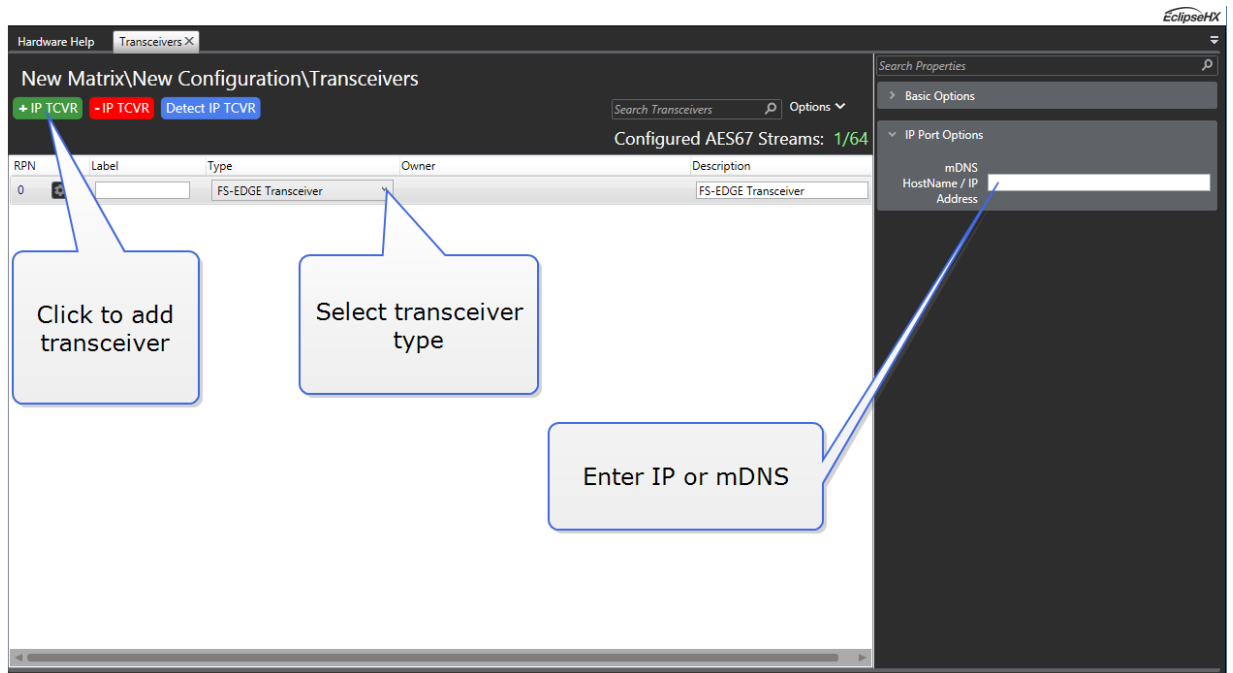 EclipseHX
Hardware Help
Transceivers
New Matrix\New Configuration\Transceivers
+ IP TCVR
- IP TCVR
Detect IP TCVR
Search Transceivers
Options
Configured AES67 Streams: 1/64
RPN
Label
Type
Owner
Description
0
FS-EDGE Transceiver
FS-EDGE Transceiver
Click to add
transceiver
Select transceiver
type
Enter IP or mDNS
Search Properties
Basic Options
IP Port Options
mDNS
HostName / IP
Address